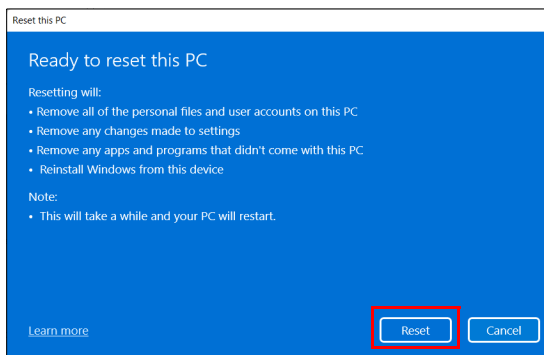 Reset this PC
Ready to reset this PC
Resetting will:
• Remove all of the personal files and user accounts on this PC
• Remove any changes made to settings
• Remove any apps and programs that didn't come with this PC
• Reinstall Windows from this device
Note:
• This will take a while and your PC will restart.
Learn more
Reset
Cancel